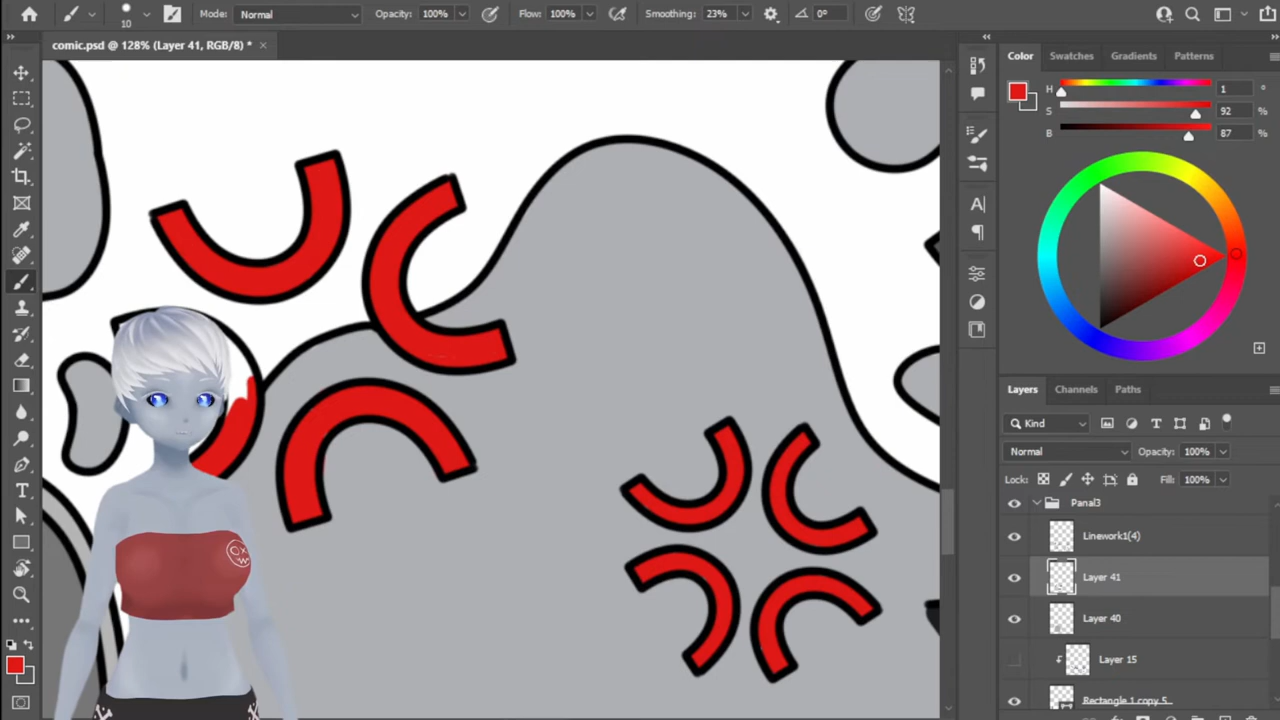 10 Mode: Normal Opacity: 100% Flow: 100% Smoothing: 23% 0°
comic.psd @ 128% (Layer 41, RGB/8) * ×
Color Swatches Gradients Patterns
H 1 °
S 92 %
B 87 %
Layers Channels Paths
Kind
Normal Opacity: 100%
Lock: Fill: 100%
Panal3
Linework1(4)
Layer 41
Layer 40
Layer 15
Rectangle 1 copy 5